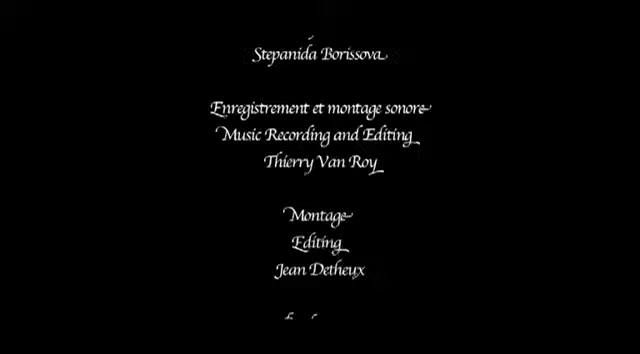 Stepanida Borissova
Enregistrement et montage sonore
Music Recording and Editing
Thierry Van Roy
Montage
Editing
Jean Detheux